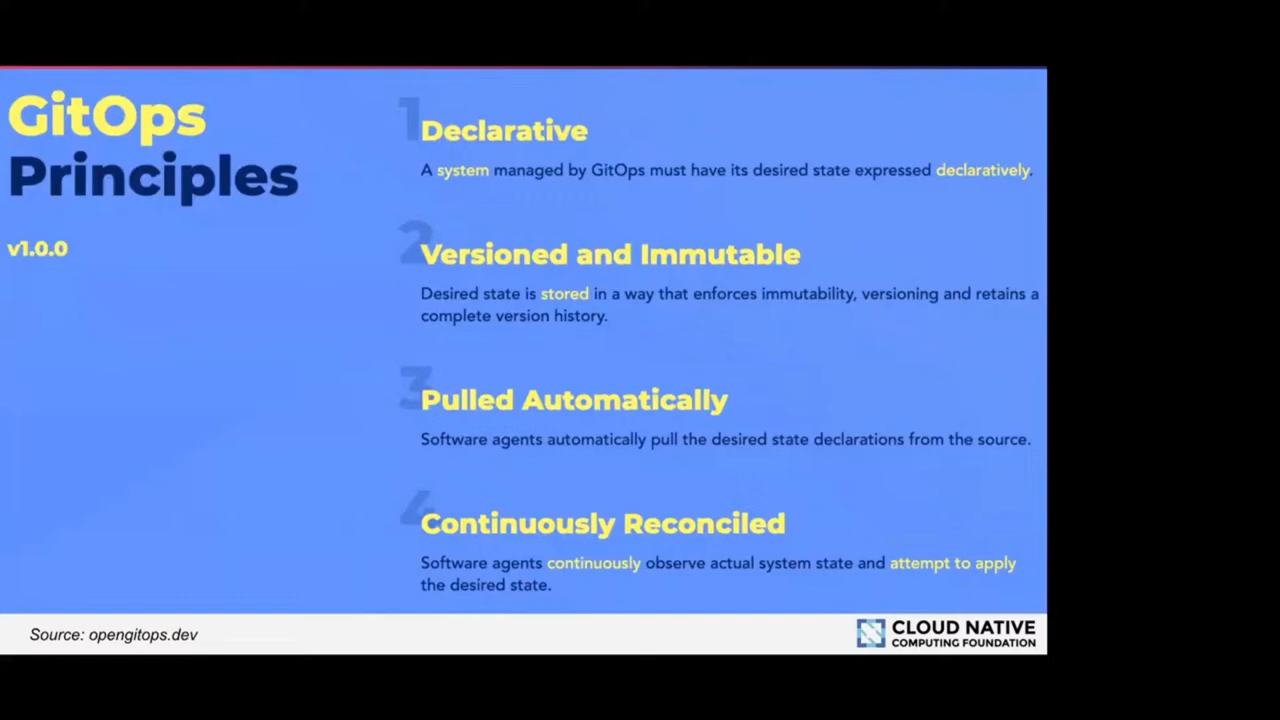 GitOps
Principles
v1.0.0
1
Declarative
A system managed by GitOps must have its desired state expressed declaratively.
2
Versioned and Immutable
Desired state is stored in a way that enforces immutability, versioning and retains a
complete version history.
3
Pulled Automatically
Software agents automatically pull the desired state declarations from the source.
4
Continuously Reconciled
Software agents continuously observe actual system state and attempt to apply
the desired state.
Source: opengitops.dev
CLOUD NATIVE
COMPUTING FOUNDATION